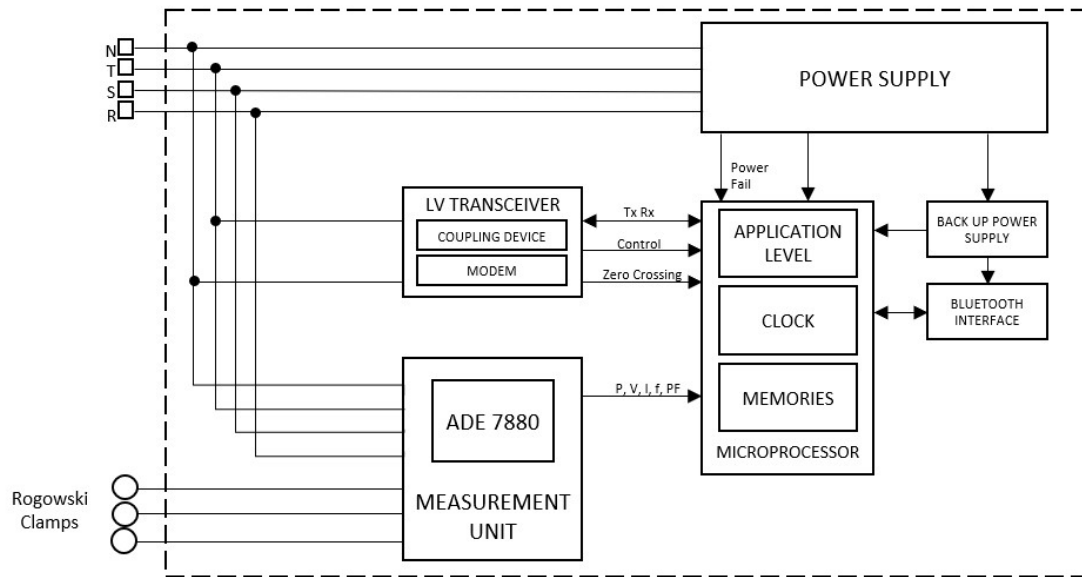 N
T
S
R
POWER SUPPLY
Power
Fail
LV TRANSCEIVER
COUPLING DEVICE
MODEM
Tx Rx
Control
Zero Crossing
APPLICATION
LEVEL
CLOCK
MEMORIES
MICROPROCESSOR
BACK UP POWER
SUPPLY
BLUETOOTH
INTERFACE
ADE 7880
MEASUREMENT
UNIT
P, V, I, f, PF
Rogowski
Clamps